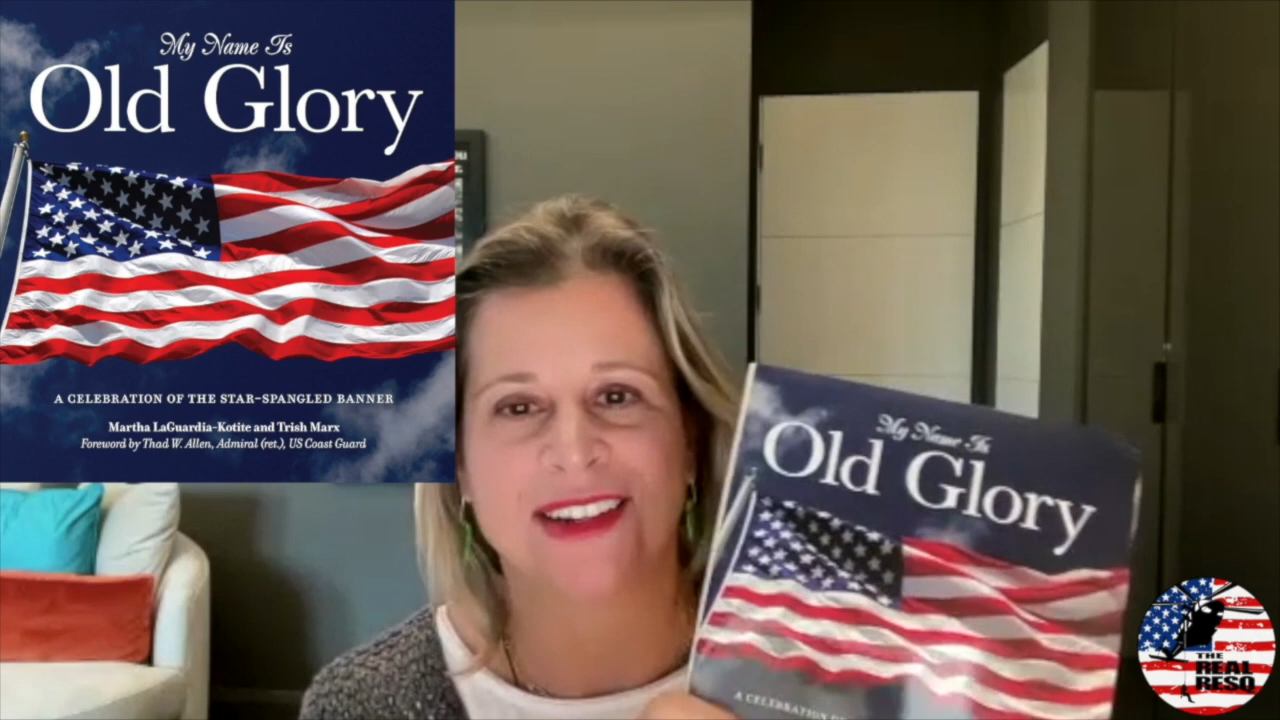 My Name Is
Old Glory
A CELEBRATION OF THE STAR-SPANGLED BANNER
Martha LaGuardia-Kotite and Trish Marx
Foreword by Thad W. Allen, Admiral (ret.), US Coast Guard
My Name Is
Old Glory
A CELEBRATION O
THE
REAL
RESQ